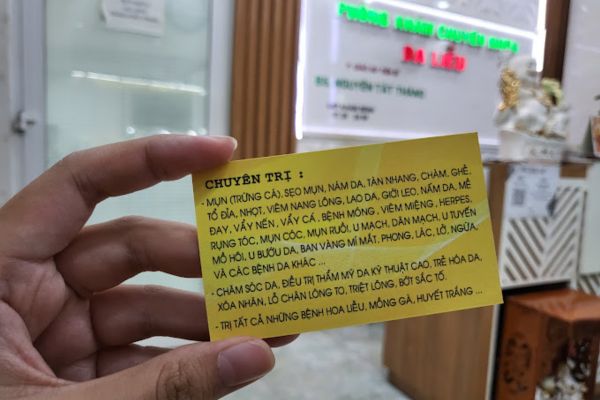 PHÒNG KHÁM CHUYÊN KHOA
DA LIỄU
BS. NGUYỄN TẤT THẮNG
CHUYÊN TRỊ :
- MỤN (TRỨNG CÁ), SẸO MỤN, NÁM DA, TÀN NHANG, CHÀM, GHẺ,
TỔ ĐỈA, NHỌT, VIÊM NANG LÔNG, LAO DA, GIỜI LEO, NẤM DA, MỀ
ĐAY, VẨY NẾN, VẨY CÁ, BỆNH MÓNG, VIÊM MIỆNG, HERPES,
RỤNG TÓC, MỤN CÓC, MỤN RUỒI, U MẠCH, DÃN MẠCH, U TUYẾN
MỒ HÔI, U BƯỚU DA, BAN VÀNG MÍ MẮT, PHONG, LÁC, LỞ, NGỨA,
VÀ CÁC BỆNH DA KHÁC ...
- CHĂM SÓC DA, ĐIỀU TRỊ THẨM MỸ DA KỸ THUẬT CAO, TRẺ HÓA DA,
XÓA NHĂN, LỖ CHÂN LÔNG TO, TRIỆT LÔNG, BỚT SẮC TỐ.
- TRỊ TẤT CẢ NHỮNG BỆNH HOA LIỄU, MỒNG GÀ, HUYẾT TRẮNG ...